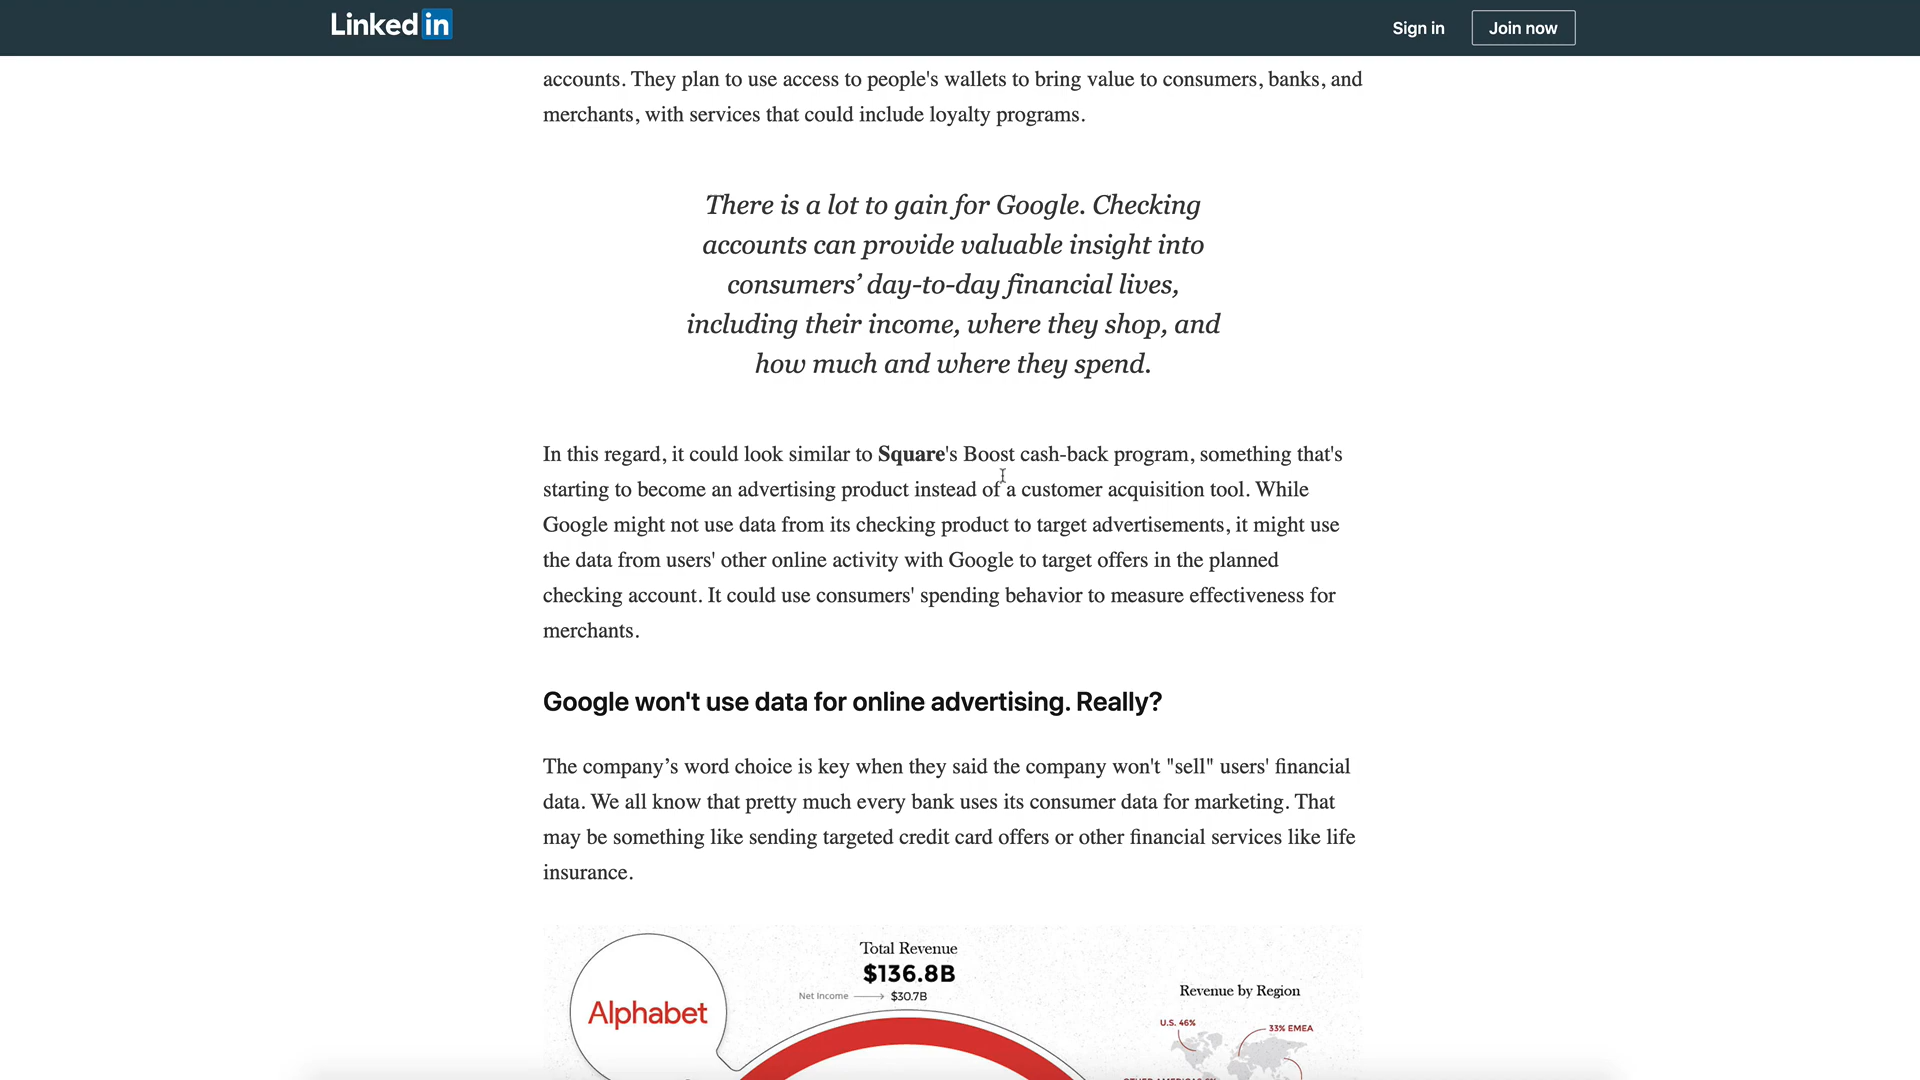 LinkedIn
Sign in
Join now
accounts. They plan to use access to people's wallets to bring value to consumers, banks, and
merchants, with services that could include loyalty programs.
There is a lot to gain for Google. Checking
accounts can provide valuable insight into
consumers’ day-to-day financial lives,
including their income, where they shop, and
how much and where they spend.
In this regard, it could look similar to Square's Boost cash-back program, something that's
starting to become an advertising product instead of a customer acquisition tool. While
Google might not use data from its checking product to target advertisements, it might use
the data from users' other online activity with Google to target offers in the planned
checking account. It could use consumers' spending behavior to measure effectiveness for
merchants.
Google won't use data for online advertising. Really?
The company’s word choice is key when they said the company won't "sell" users' financial
data. We all know that pretty much every bank uses its consumer data for marketing. That
may be something like sending targeted credit card offers or other financial services like life
insurance.
Total Revenue
$136.8B
Net Income
$30.7B
Alphabet
Revenue by Region
U.S. 46%
33% EMEA